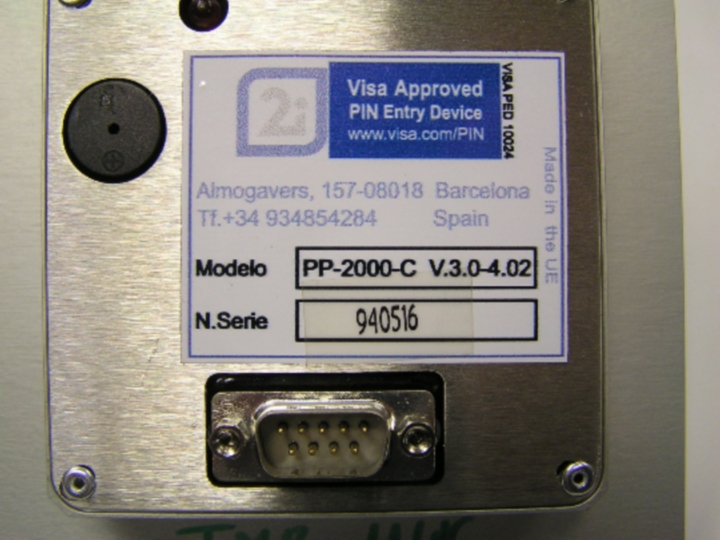 2i
Visa Approved
PIN Entry Device
www.visa.com/PIN
VISA PED 10024
Almogavers, 157-08018 Barcelona
Tf.+34 934854284 Spain
Made in the UE
Modelo PP-2000-C V.3.0-4.02
N.Serie 940516